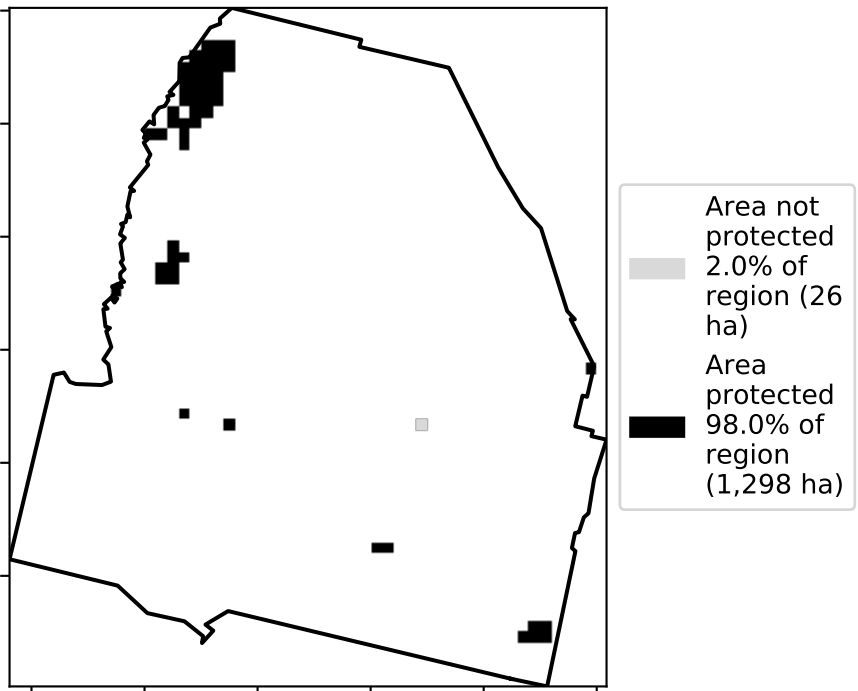 Area not
protected
2.0% of
region (26
ha)
Area
protected
98.0% of
region
(1,298 ha)